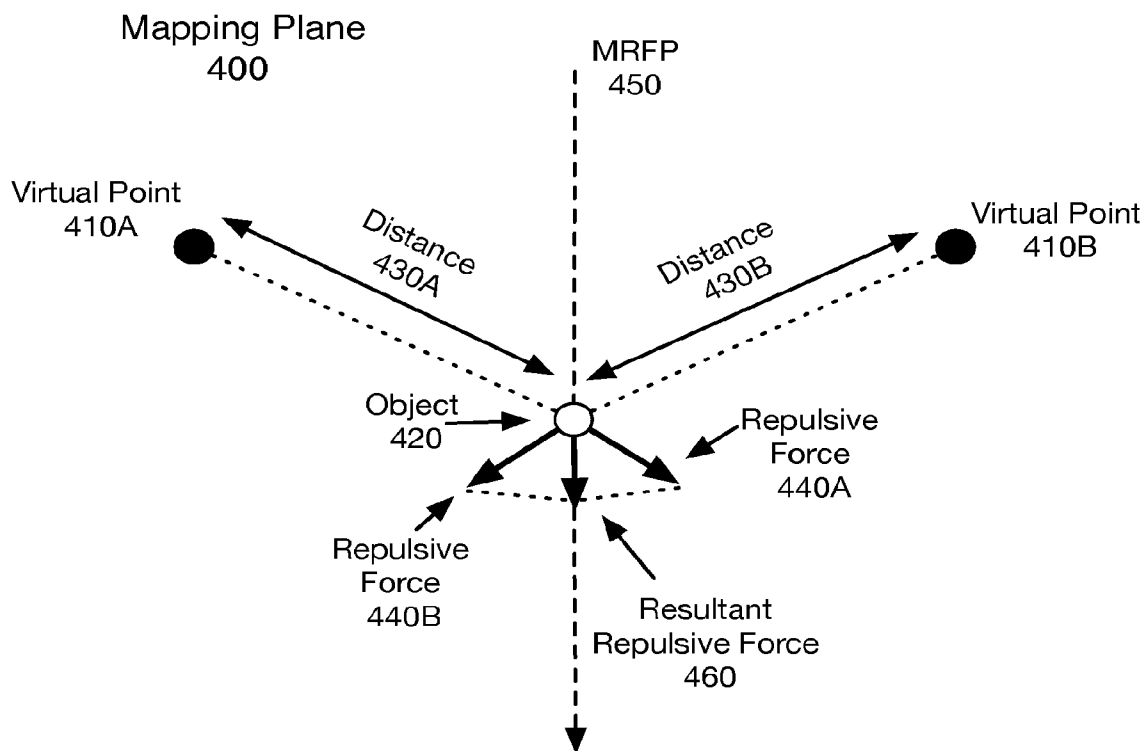 Mapping Plane
400
MRFP
450
Virtual Point
410A
Distance
430A
Distance
430B
Virtual Point
410B
Object
420
Repulsive
Force
440A
Repulsive
Force
440B
Resultant
Repulsive Force
460